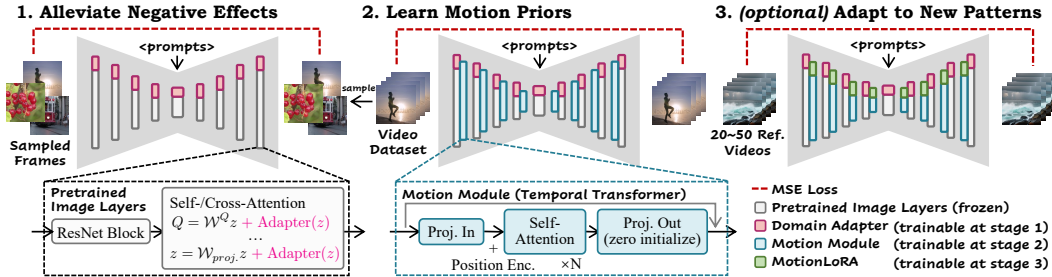 1. Alleviate Negative Effects
2. Learn Motion Priors
3. (optional) Adapt to New Patterns
<prompts>
<prompts>
<prompts>
sample
Sampled
Frames
Video
Dataset
20~50 Ref.
Videos
Pretrained
Image Layers
ResNet Block
Self-/Cross-Attention
Q = W^Q z + Adapter(z)
...
z = W_proj. z + Adapter(z)
Motion Module (Temporal Transformer)
Proj. In
+
Position Enc.
Self-
Attention
×N
Proj. Out
(zero initialize)
MSE Loss
Pretrained Image Layers (frozen)
Domain Adapter (trainable at stage 1)
Motion Module (trainable at stage 2)
MotionLoRA (trainable at stage 3)